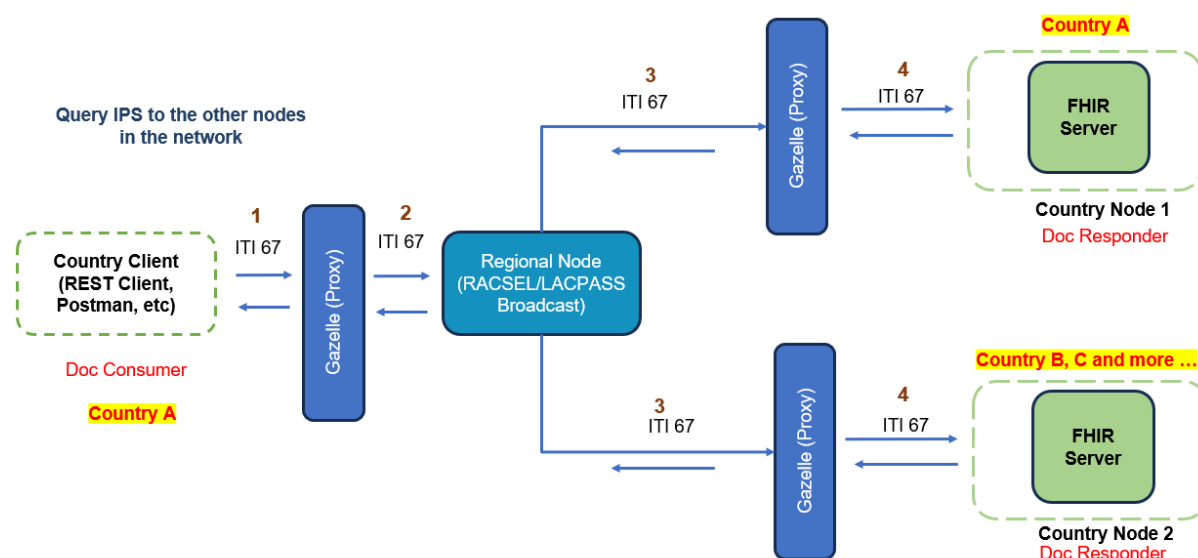 Query IPS to the other nodes
in the network
1
ITI 67
2
ITI 67
Country Client
(REST Client,
Postman, etc)
Doc Consumer
Country A
Gazelle (Proxy)
Regional Node
(RACSEL/LACPASS
Broadcast)
3
ITI 67
Gazelle (Proxy)
4
ITI 67
Country A
FHIR
Server
Country Node 1
Doc Responder
3
ITI 67
Gazelle (Proxy)
4
ITI 67
Country B, C and more ...
FHIR
Server
Country Node 2
Doc Responder